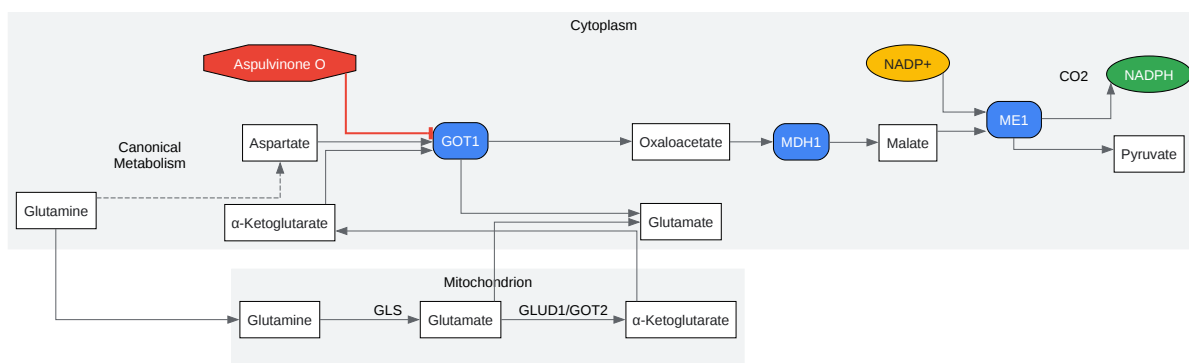 Cytoplasm
Aspulvinone O
NADP+
CO2
NADPH
Canonical
Metabolism
Aspartate
GOT1
Oxaloacetate
MDH1
Malate
ME1
Pyruvate
Glutamine
α-Ketoglutarate
Glutamate
Mitochondrion
Glutamine
GLS
Glutamate
GLUD1/GOT2
α-Ketoglutarate